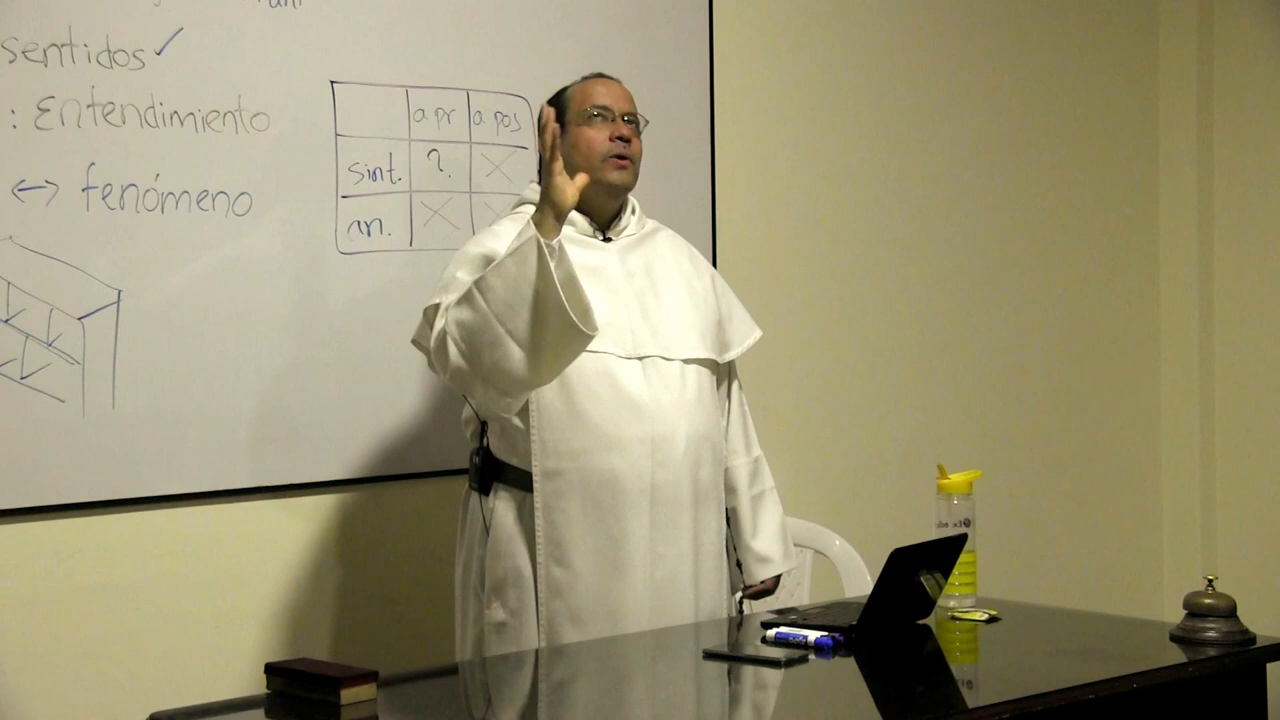 sentidos ✓
: Entendimiento
↔ fenómeno
a pr a pos
sint. ? X
an. X